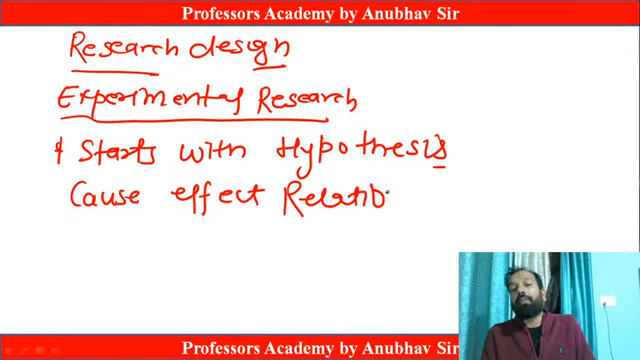 Professors Academy by Anubhav Sir
Research design
Experimental Research
Starts with Hypothesis
Cause effect Relatio
Professors Academy by Anubhav Sir